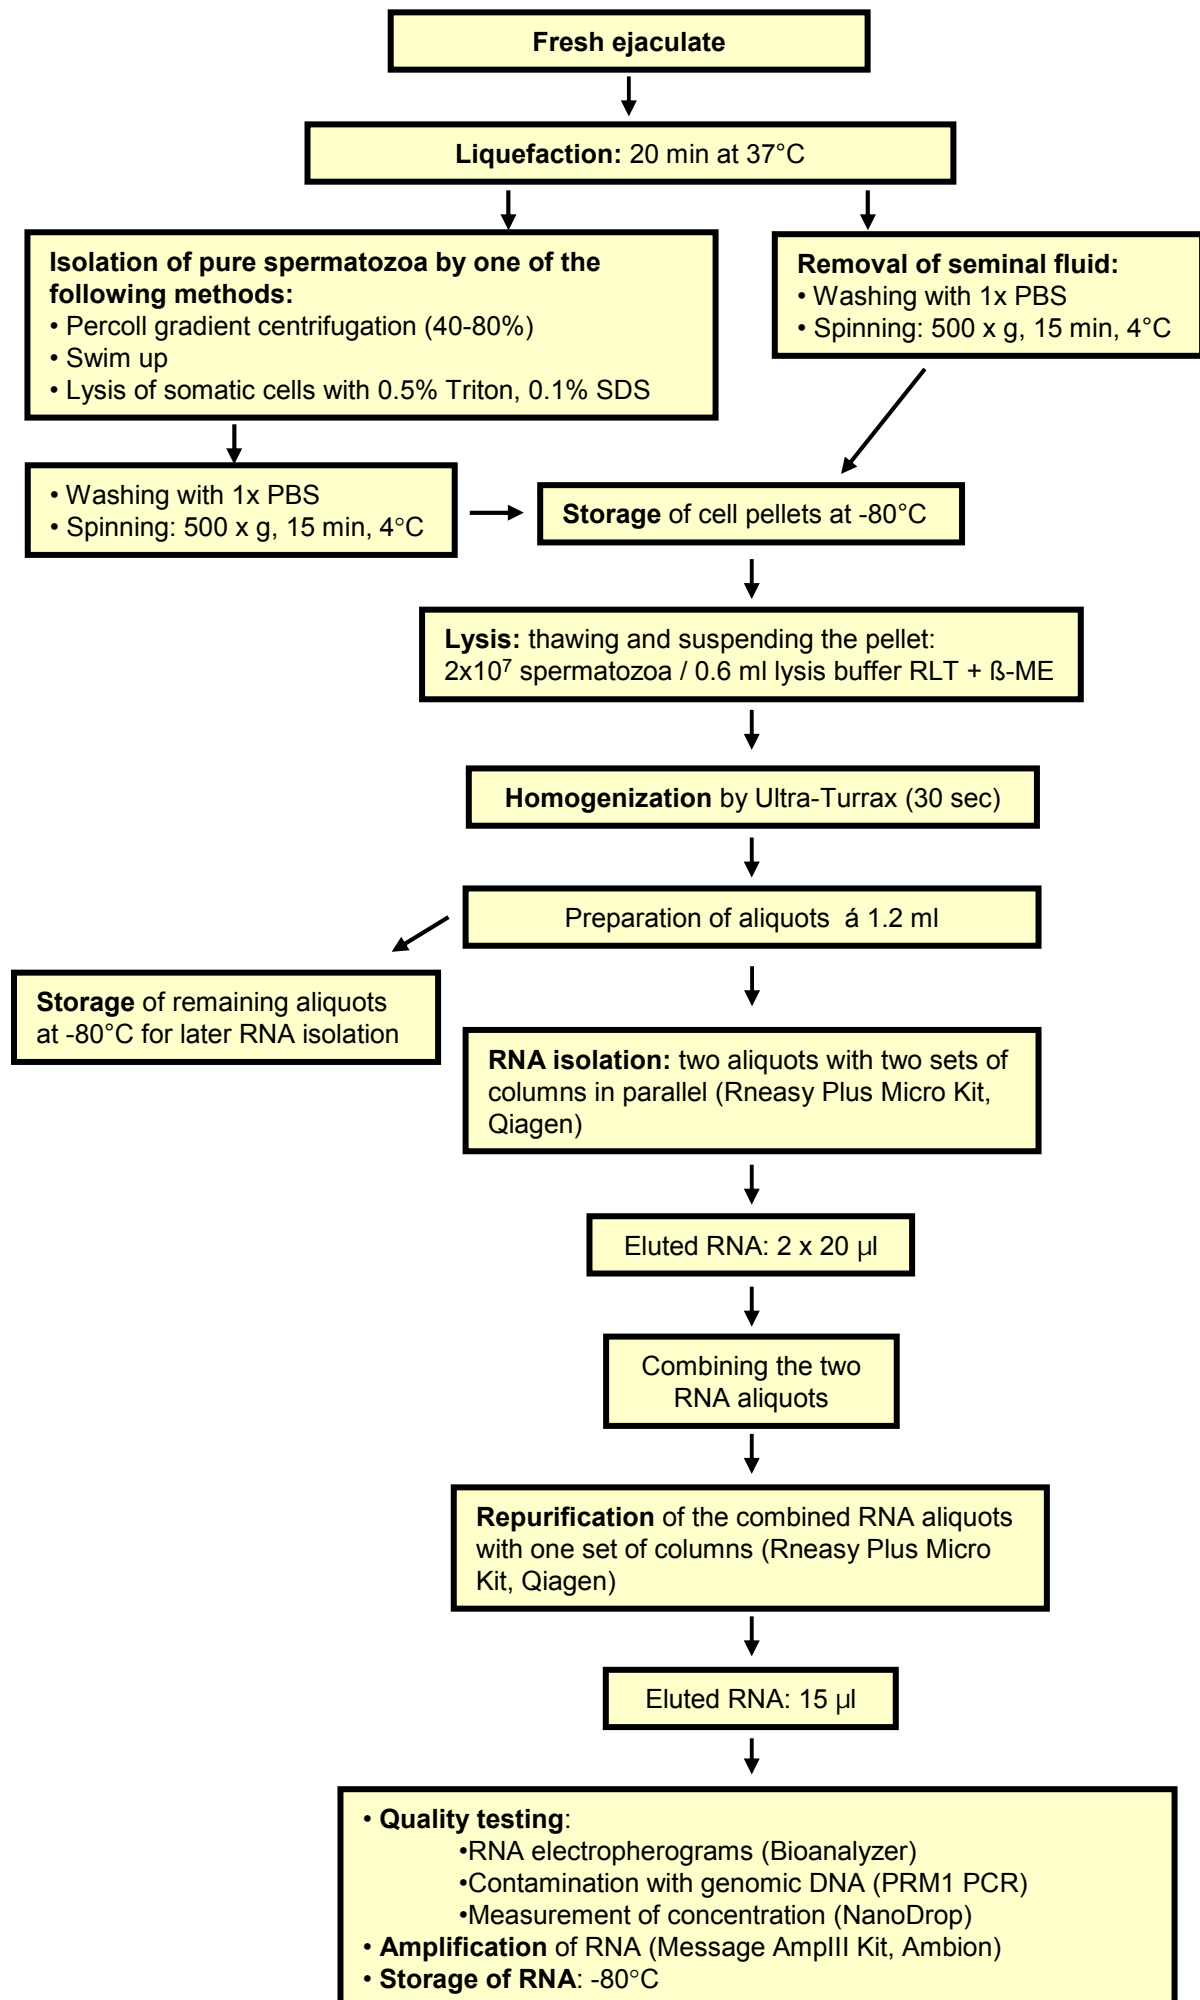 Fresh ejaculate
Liquefaction: 20 min at 37°C
Isolation of pure spermatozoa by one of the
following methods:
• Percoll gradient centrifugation (40-80%)
• Swim up
• Lysis of somatic cells with 0.5% Triton, 0.1% SDS
Removal of seminal fluid:
• Washing with 1x PBS
• Spinning: 500 x g, 15 min, 4°C
• Washing with 1x PBS
• Spinning: 500 x g, 15 min, 4°C
Storage of cell pellets at -80°C
Lysis: thawing and suspending the pellet:
2x10⁷ spermatozoa / 0.6 ml lysis buffer RLT + ß-ME
Homogenization by Ultra-Turrax (30 sec)
Preparation of aliquots á 1.2 ml
Storage of remaining aliquots
at -80°C for later RNA isolation
RNA isolation: two aliquots with two sets of
columns in parallel (Rneasy Plus Micro Kit,
Qiagen)
Eluted RNA: 2 x 20 µl
Combining the two
RNA aliquots
Repurification of the combined RNA aliquots
with one set of columns (Rneasy Plus Micro
Kit, Qiagen)
Eluted RNA: 15 µl
• Quality testing:
•RNA electropherograms (Bioanalyzer)
•Contamination with genomic DNA (PRM1 PCR)
•Measurement of concentration (NanoDrop)
• Amplification of RNA (Message AmpIII Kit, Ambion)
• Storage of RNA: -80°C